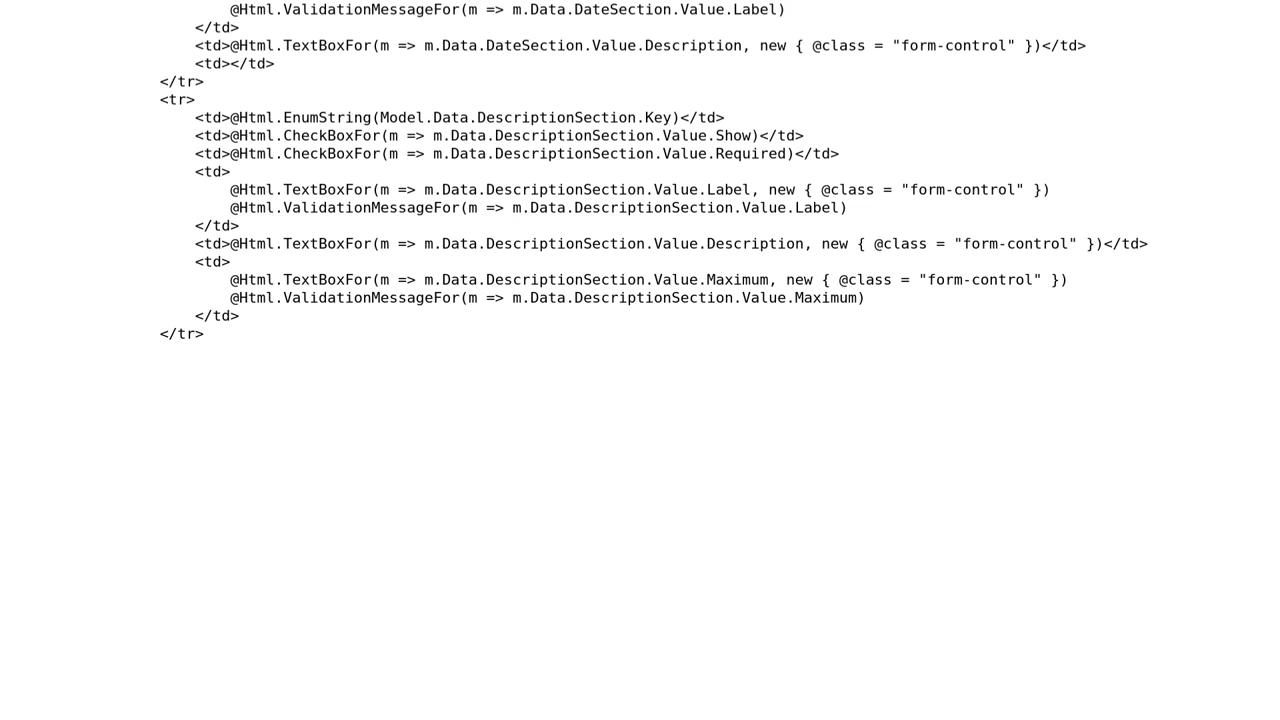 @Html.ValidationMessageFor(m => m.Data.DateSection.Value.Label)
    </td>
    <td>@Html.TextBoxFor(m => m.Data.DateSection.Value.Description, new { @class = "form-control" })</td>
    <td></td>
</tr>
<tr>
    <td>@Html.EnumString(Model.Data.DescriptionSection.Key)</td>
    <td>@Html.CheckBoxFor(m => m.Data.DescriptionSection.Value.Show)</td>
    <td>@Html.CheckBoxFor(m => m.Data.DescriptionSection.Value.Required)</td>
    <td>
        @Html.TextBoxFor(m => m.Data.DescriptionSection.Value.Label, new { @class = "form-control" })
        @Html.ValidationMessageFor(m => m.Data.DescriptionSection.Value.Label)
    </td>
    <td>@Html.TextBoxFor(m => m.Data.DescriptionSection.Value.Description, new { @class = "form-control" })</td>
    <td>
        @Html.TextBoxFor(m => m.Data.DescriptionSection.Value.Maximum, new { @class = "form-control" })
        @Html.ValidationMessageFor(m => m.Data.DescriptionSection.Value.Maximum)
    </td>
</tr>